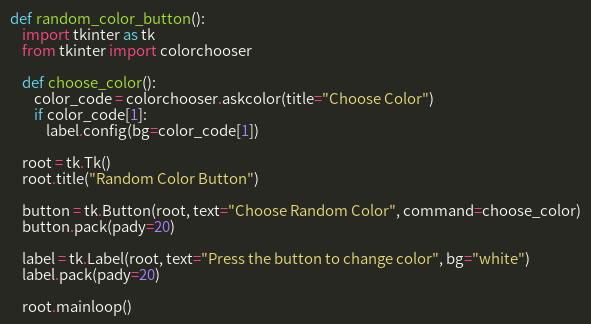 def random_color_button():
    import tkinter as tk
    from tkinter import colorchooser

    def choose_color():
        color_code = colorchooser.askcolor(title="Choose Color")
        if color_code[1]:
            label.config(bg=color_code[1])

    root = tk.Tk()
    root.title("Random Color Button")

    button = tk.Button(root, text="Choose Random Color", command=choose_color)
    button.pack(pady=20)

    label = tk.Label(root, text="Press the button to change color", bg="white")
    label.pack(pady=20)

    root.mainloop()